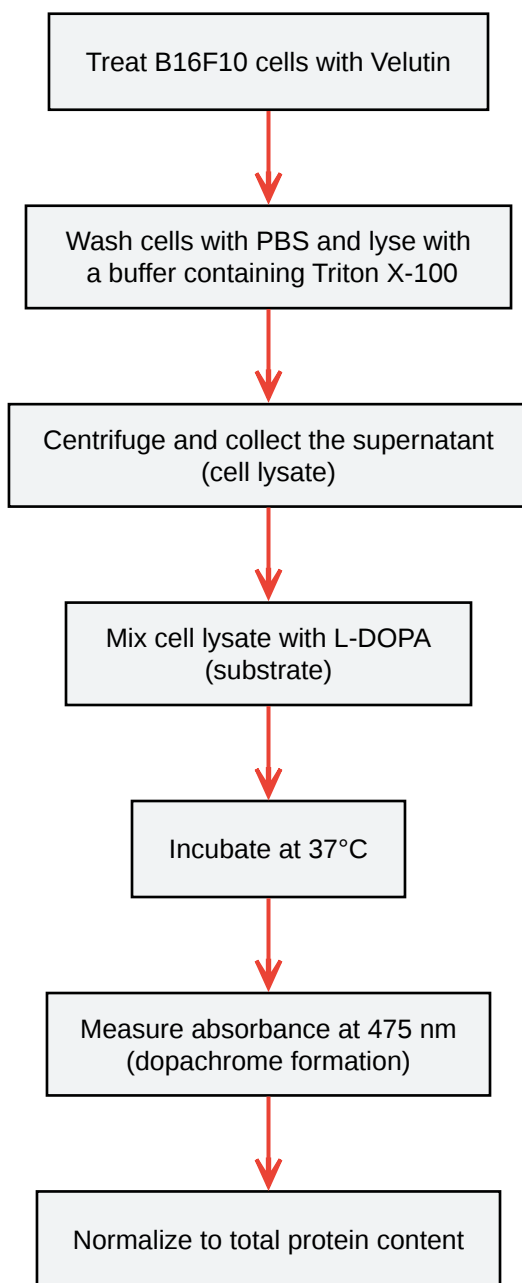 Treat B16F10 cells with Velutin
Wash cells with PBS and lyse with
a buffer containing Triton X-100
Centrifuge and collect the supernatant
(cell lysate)
Mix cell lysate with L-DOPA
(substrate)
Incubate at 37°C
Measure absorbance at 475 nm
(dopachrome formation)
Normalize to total protein content